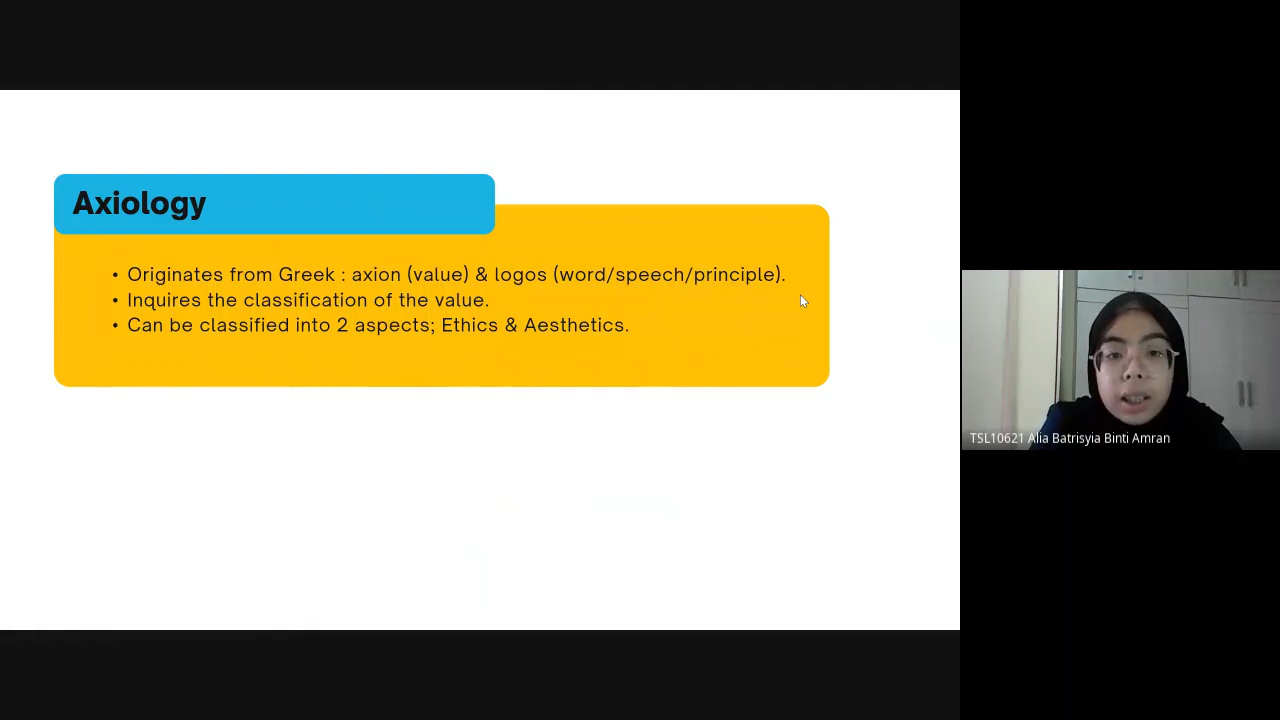 Axiology
• Originates from Greek : axion (value) & logos (word/speech/principle).
• Inquires the classification of the value.
• Can be classified into 2 aspects; Ethics & Aesthetics.
TSL10621 Alia Batrisyia Binti Amran